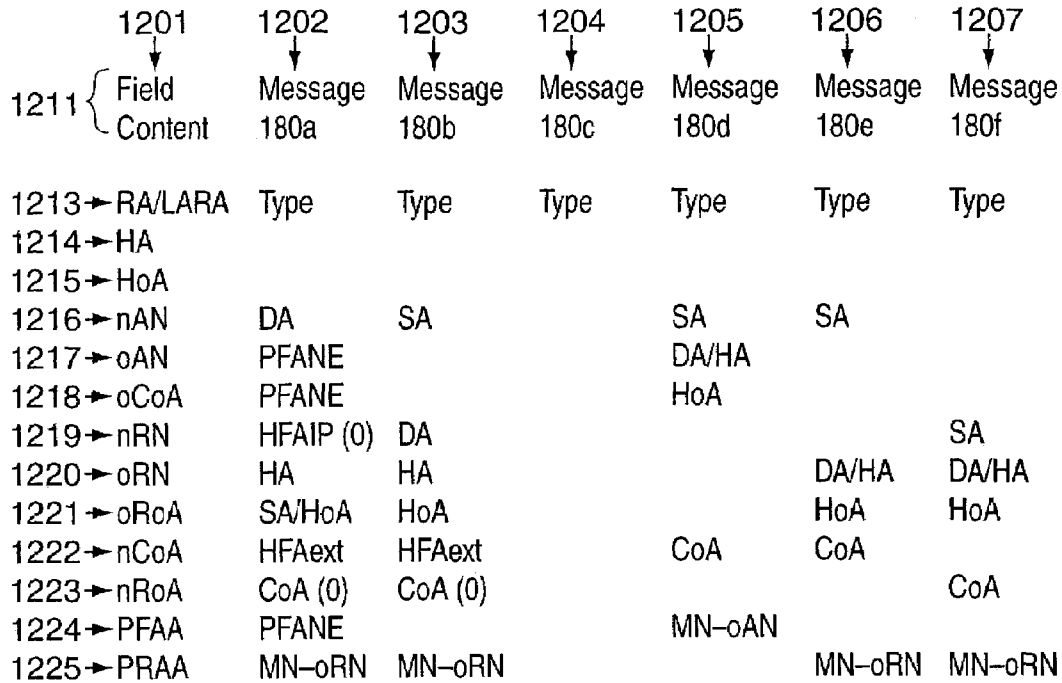 1201 1202 1203 1204 1205 1206 1207
1211 { Field Message Message Message Message Message Message
Content 180a 180b 180c 180d 180e 180f
1213 RA/LARA Type Type Type Type Type Type
1214 HA
1215 HoA
1216 nAN DA SA SA SA
1217 oAN PFANE DA/HA
1218 oCoA PFANE HoA
1219 nRN HFAIP (0) DA SA
1220 oRN HA HA DA/HA DA/HA
1221 oRoA SA/HoA HoA HoA HoA
1222 nCoA HFAext HFAext CoA CoA
1223 nRoA CoA (0) CoA (0) CoA
1224 PFAA PFANE MN–oAN
1225 PRAA MN–oRN MN–oRN MN–oRN MN–oRN